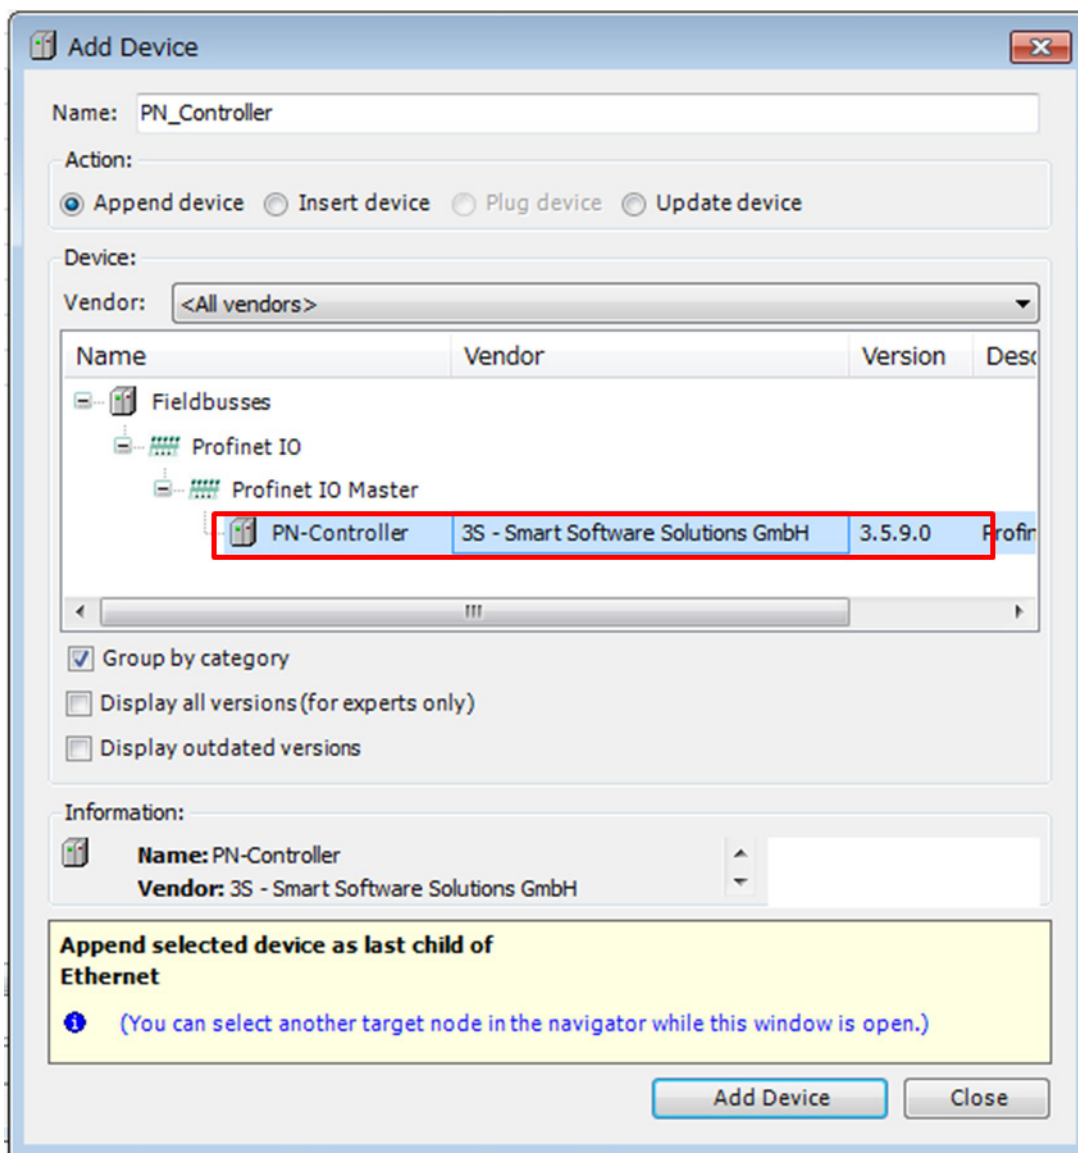 Add Device
Name: PN_Controller
Action:
Append device Insert device Plug device Update device
Device:
Vendor: <All vendors>
Name Vendor Version Desc
Fieldbusses
Profinet IO
Profinet IO Master
PN-Controller 3S - Smart Software Solutions GmbH 3.5.9.0 Profin
Group by category
Display all versions (for experts only)
Display outdated versions
Information:
Name: PN-Controller
Vendor: 3S - Smart Software Solutions GmbH
Append selected device as last child of
Ethernet
(You can select another target node in the navigator while this window is open.)
Add Device Close